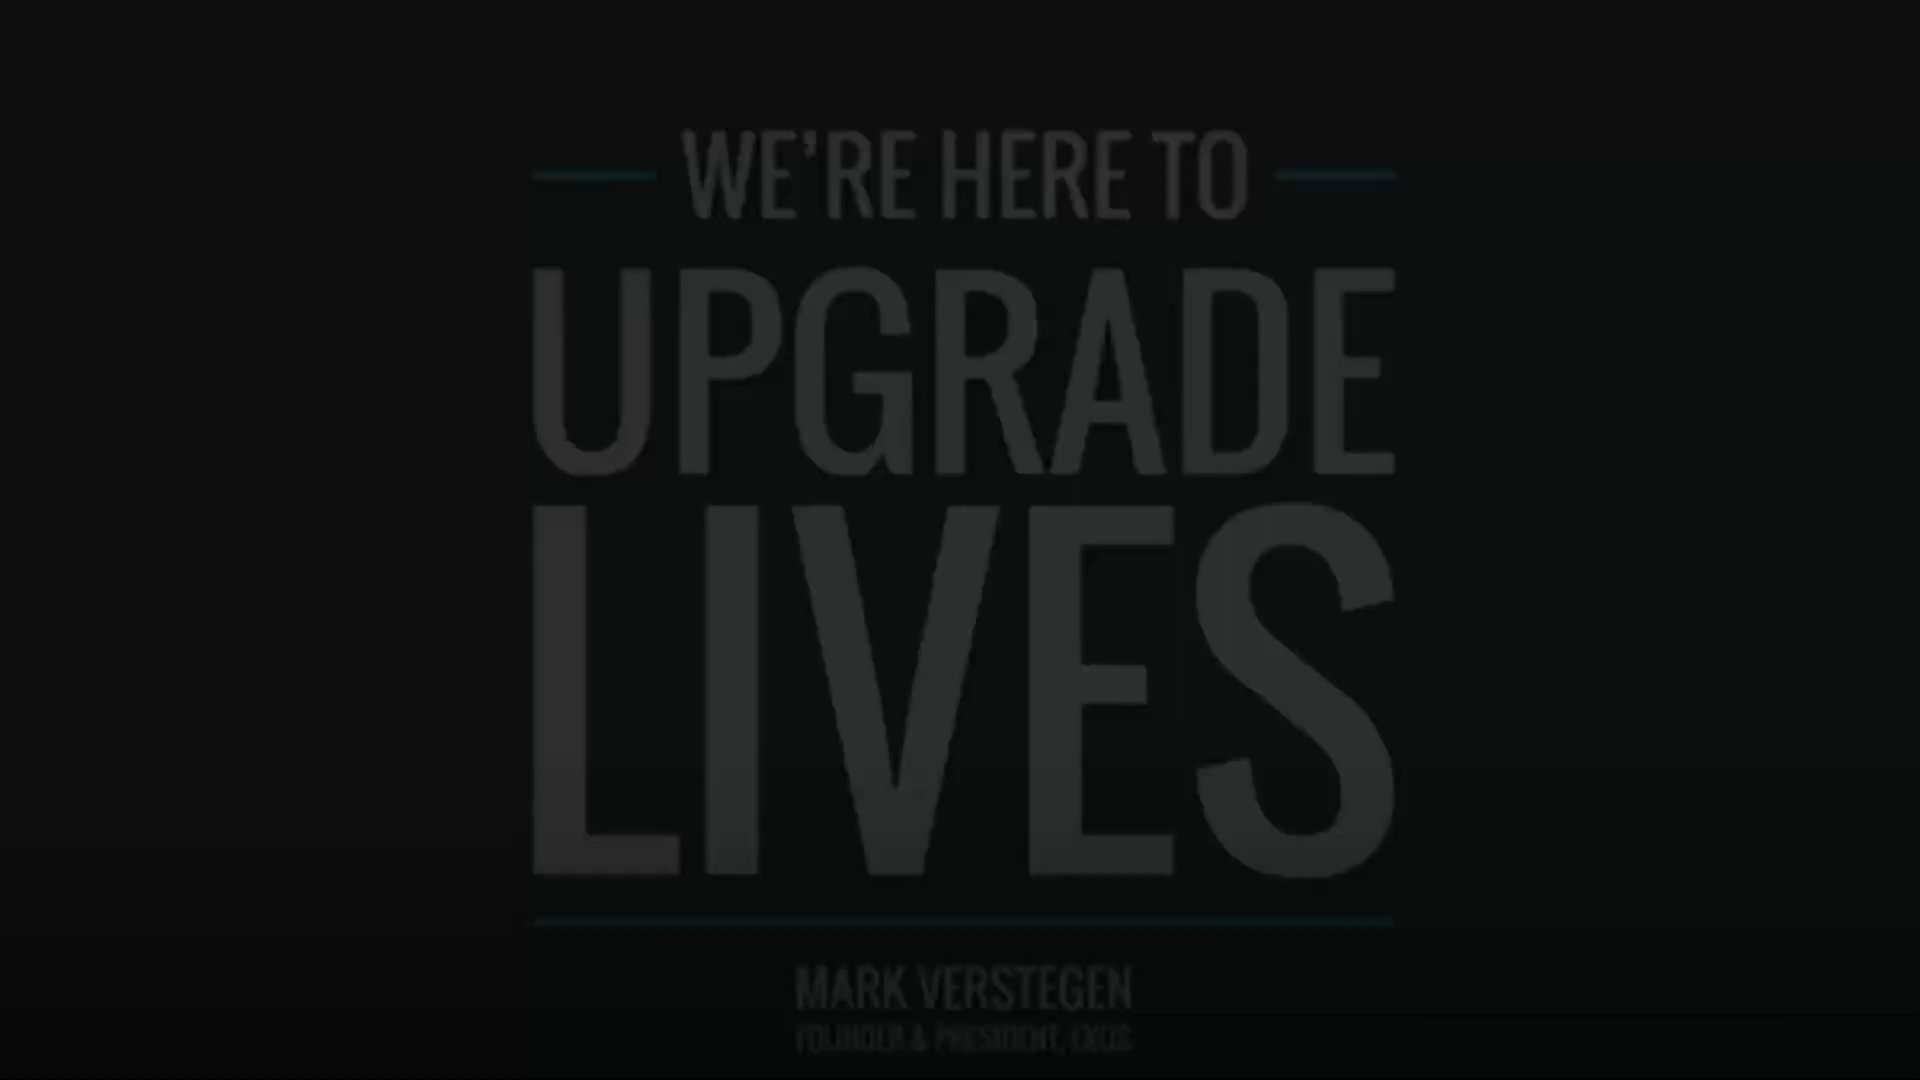 WE'RE HERE TO
UPGRADE
LIVES
MARK VERSTEGEN
FOUNDER & PRESIDENT, EXOS